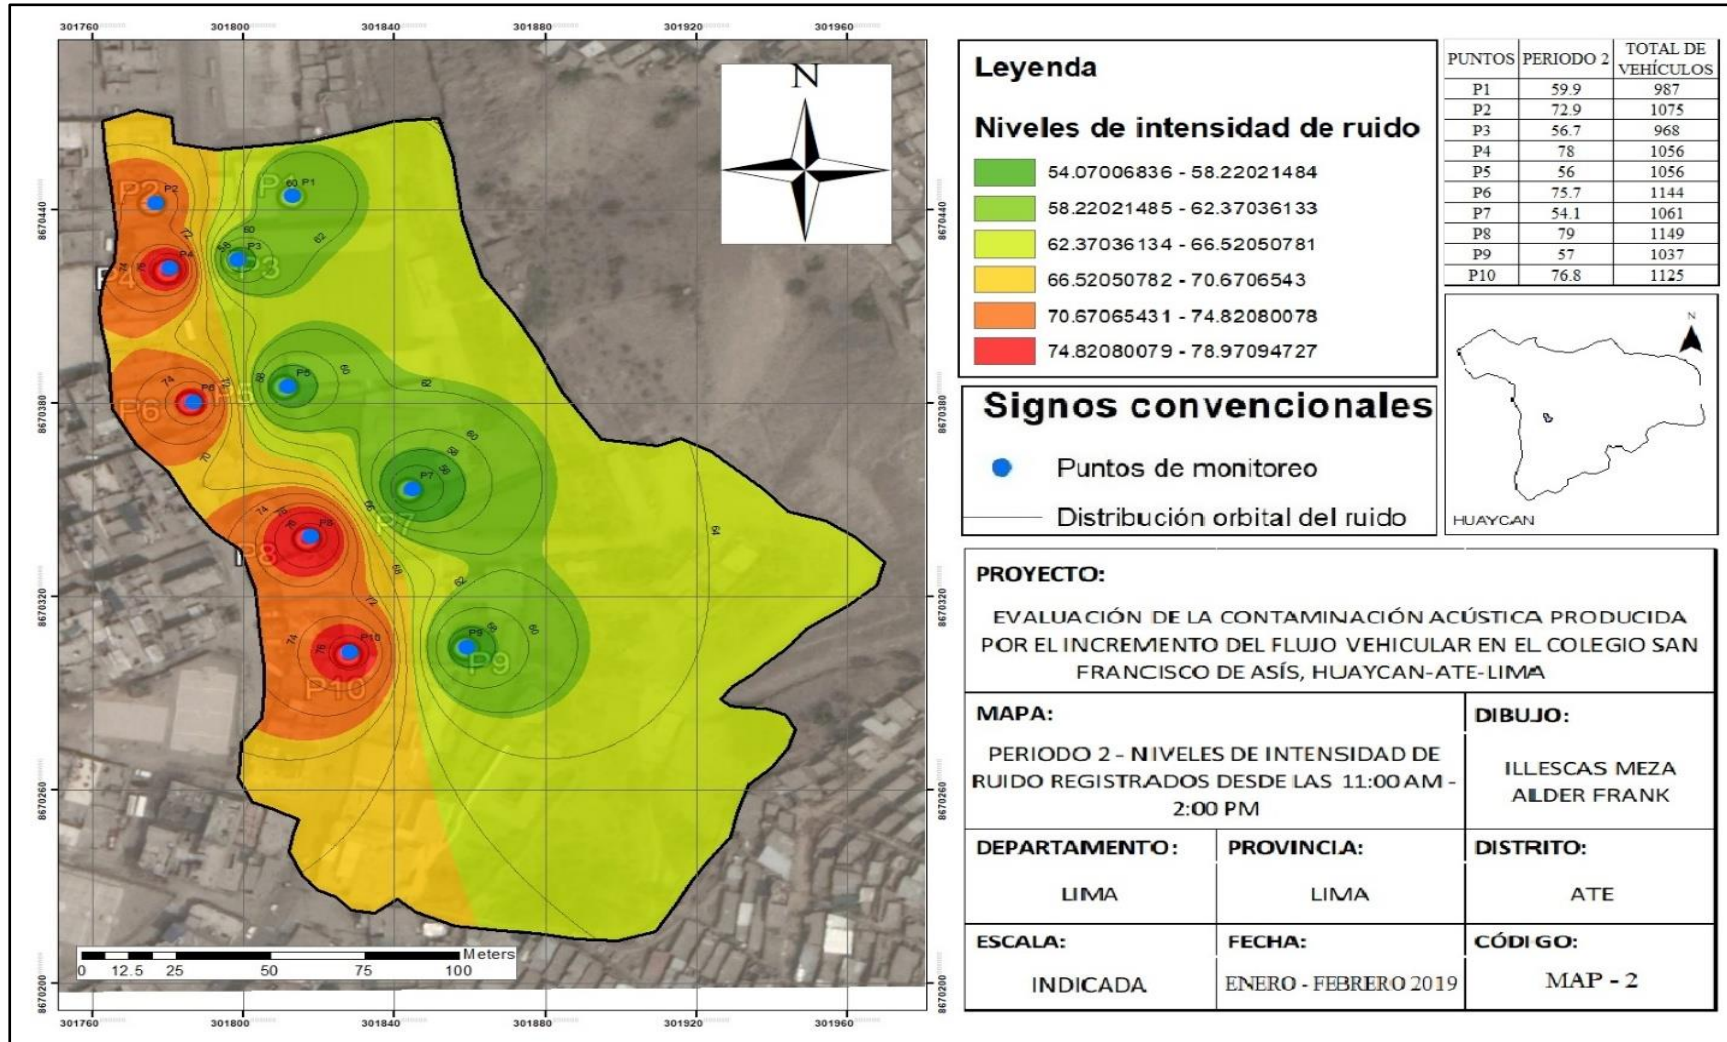 301760 301800 301840 301880 301920 301960
8670440
8670380
8670320
8670260
8670200
N
P1
P2
P3
P4
P5
P6
P7
P8
P9
P10
Meters
0 12.5 25 50 75 100
301760 301800 301840 301880 301920 301960
Leyenda
Niveles de intensidad de ruido
54.07006836 - 58.22021484
58.22021485 - 62.37036133
62.37036134 - 66.52050781
66.52050782 - 70.6706543
70.67065431 - 74.82080078
74.82080079 - 78.97094727
Signos convencionales
Puntos de monitoreo
Distribución orbital del ruido
PUNTOS PERIODO 2 TOTAL DE VEHÍCULOS
P1 59.9 987
P2 72.9 1075
P3 56.7 968
P4 78 1056
P5 56 1056
P6 75.7 1144
P7 54.1 1061
P8 79 1149
P9 57 1037
P10 76.8 1125
N
HUAYCAN
PROYECTO:
EVALUACIÓN DE LA CONTAMINACIÓN ACÚSTICA PRODUCIDA
POR EL INCREMENTO DEL FLUJO VEHICULAR EN EL COLEGIO SAN
FRANCISCO DE ASÍS, HUAYCAN-ATE-LIMA
MAPA:
PERIODO 2 - NIVELES DE INTENSIDAD DE
RUIDO REGISTRADOS DESDE LAS 11:00 AM -
2:00 PM
DIBUJO:
ILLESCAS MEZA
ALDER FRANK
DEPARTAMENTO:
LIMA
PROVINCIA:
LIMA
DISTRITO:
ATE
ESCALA:
INDICADA
FECHA:
ENERO - FEBRERO 2019
CÓDIGO:
MAP - 2